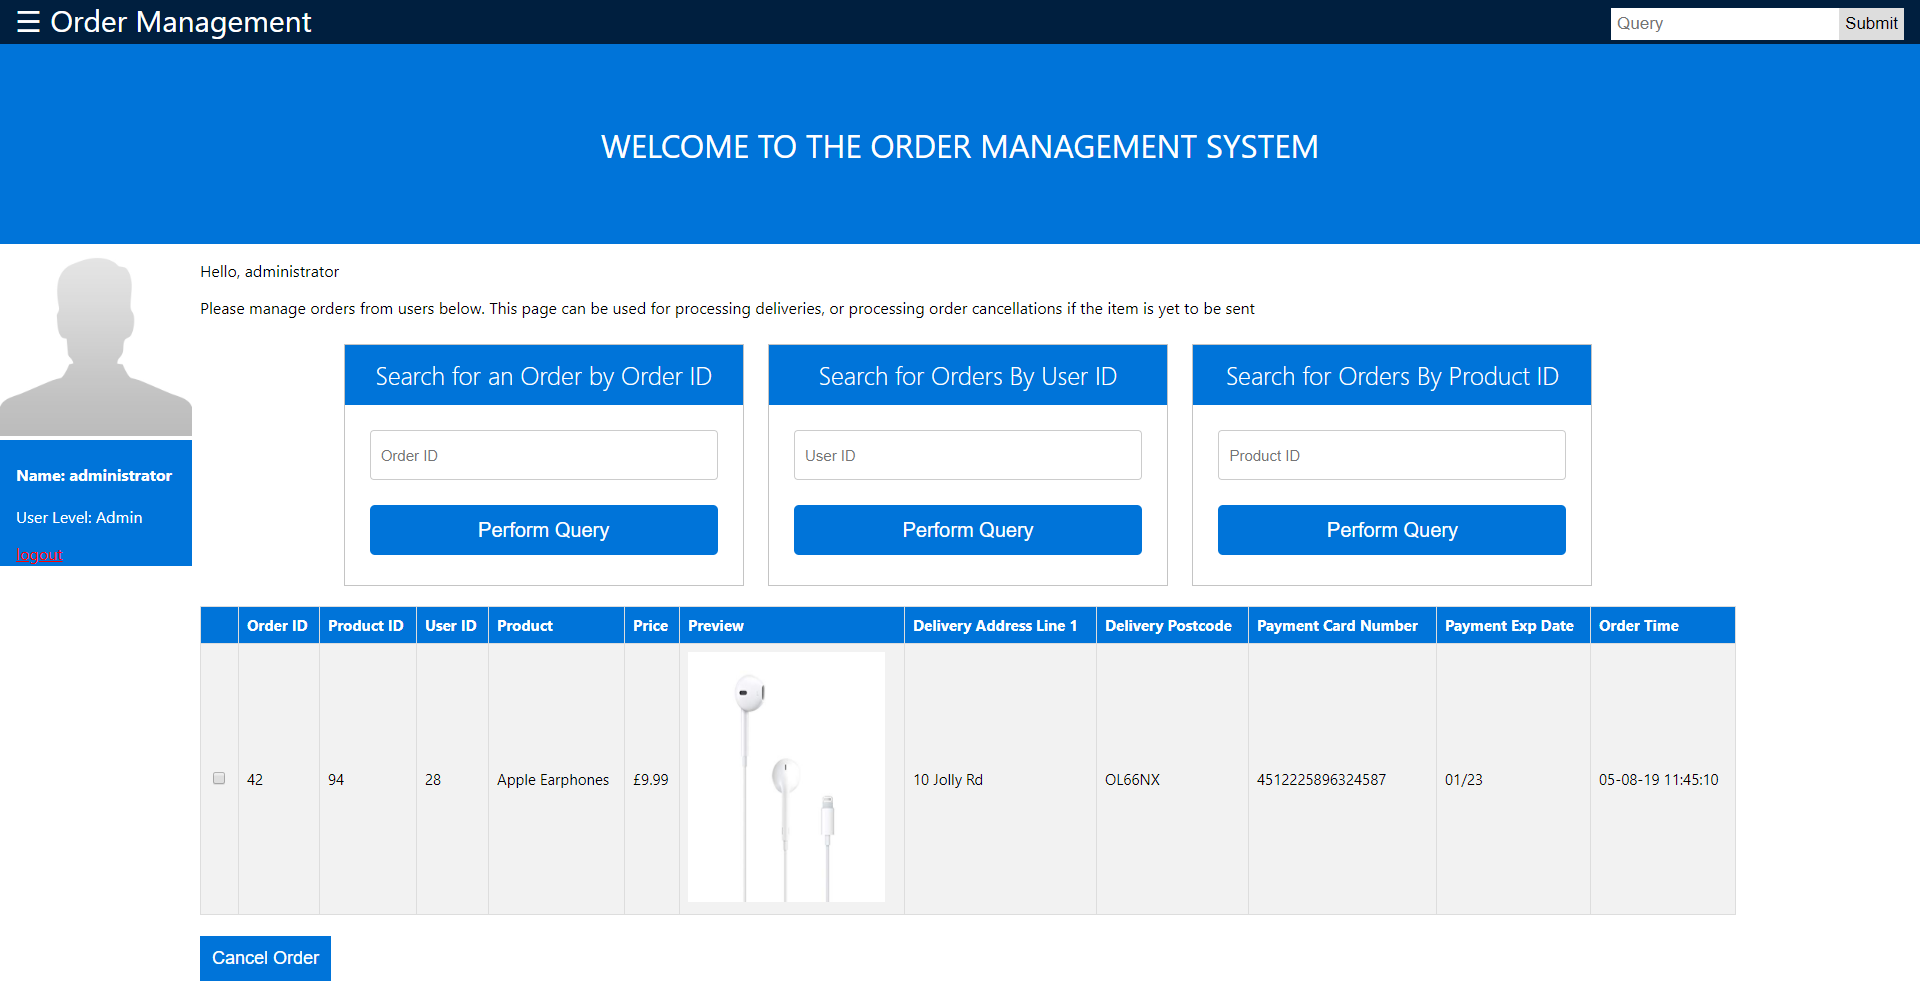 ☰ Order Management
Query
Submit
WELCOME TO THE ORDER MANAGEMENT SYSTEM
Hello, administrator
Please manage orders from users below. This page can be used for processing deliveries, or processing order cancellations if the item is yet to be sent
Name: administrator
User Level: Admin
logout
Search for an Order by Order ID
Order ID
Perform Query
Search for Orders By User ID
User ID
Perform Query
Search for Orders By Product ID
Product ID
Perform Query
Order ID Product ID User ID Product Price Preview Delivery Address Line 1 Delivery Postcode Payment Card Number Payment Exp Date Order Time
42 94 28 Apple Earphones £9.99 10 Jolly Rd OL66NX 4512225896324587 01/23 05-08-19 11:45:10
Cancel Order